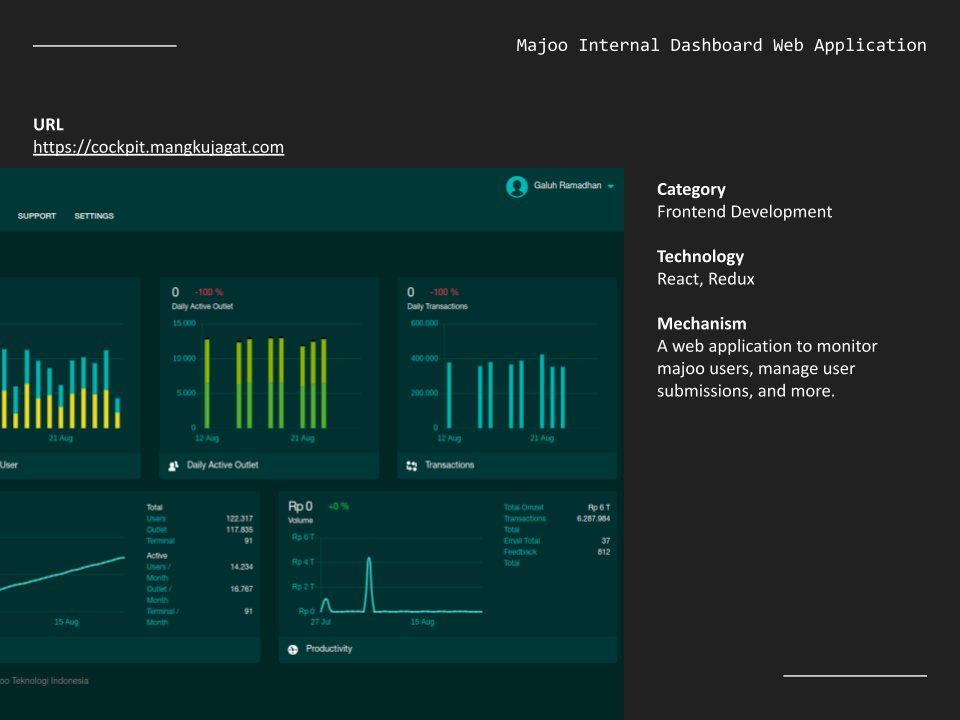 Majoo Internal Dashboard Web Application
URL
https://cockpit.mangkujagat.com
Galuh Ramadhan
SUPPORT SETTINGS
21 Aug
User
0 -100 %
Daily Active Outlet
15.000
10.000
5.000
0
12 Aug 21 Aug
Daily Active Outlet
0 -100 %
Daily Transactions
600.000
400.000
200.000
0
12 Aug 21 Aug
Transactions
15 Aug
Total
Users 122.317
Outlet 117.835
Terminal 91
Active
Users / 14.234
Month
Outlet / 16.767
Month
Terminal / 91
Month
Rp 0 +0 %
Volume
Rp 6 T
Rp 4 T
Rp 2 T
Rp 0
27 Jul 15 Aug
Total Omzet Rp 6 T
Transactions 6.287.984
Total
Email Total 37
Feedback 812
Total
Productivity
oo Teknologi Indonesia
Category
Frontend Development
Technology
React, Redux
Mechanism
A web application to monitor
majoo users, manage user
submissions, and more.